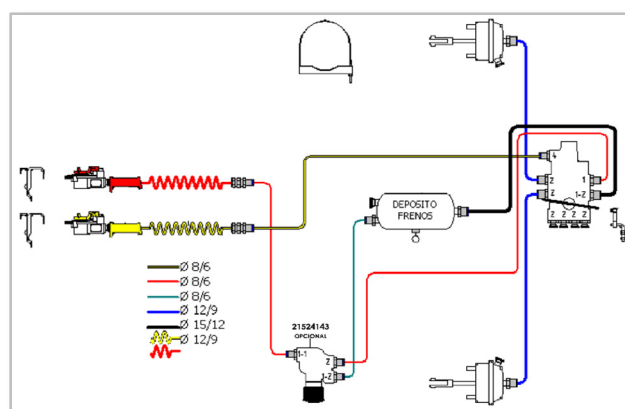 4
2
1
2
1-2
2 2 2 2
DEPOSITO
FRENOS
Ø 8/6
Ø 8/6
Ø 8/6
Ø 12/9
Ø 15/12
Ø 12/9
21524143
OPCIONAL
1-1
2
1-2